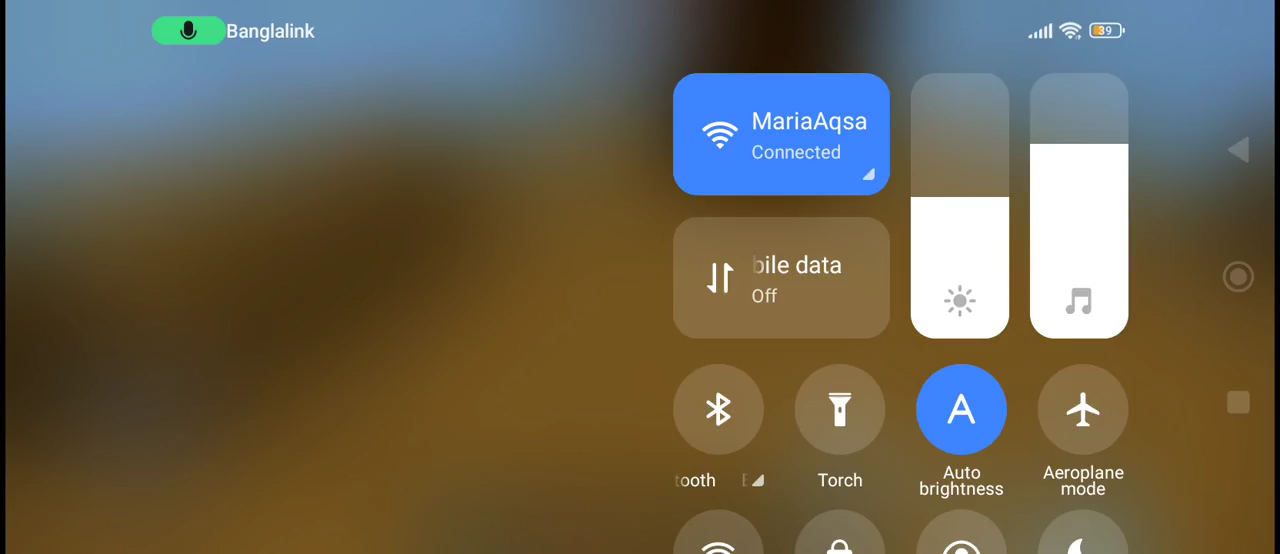 Banglalink
39
MariaAqsa
Connected
bile data
Off
tooth
Torch
Auto
brightness
Aeroplane
mode